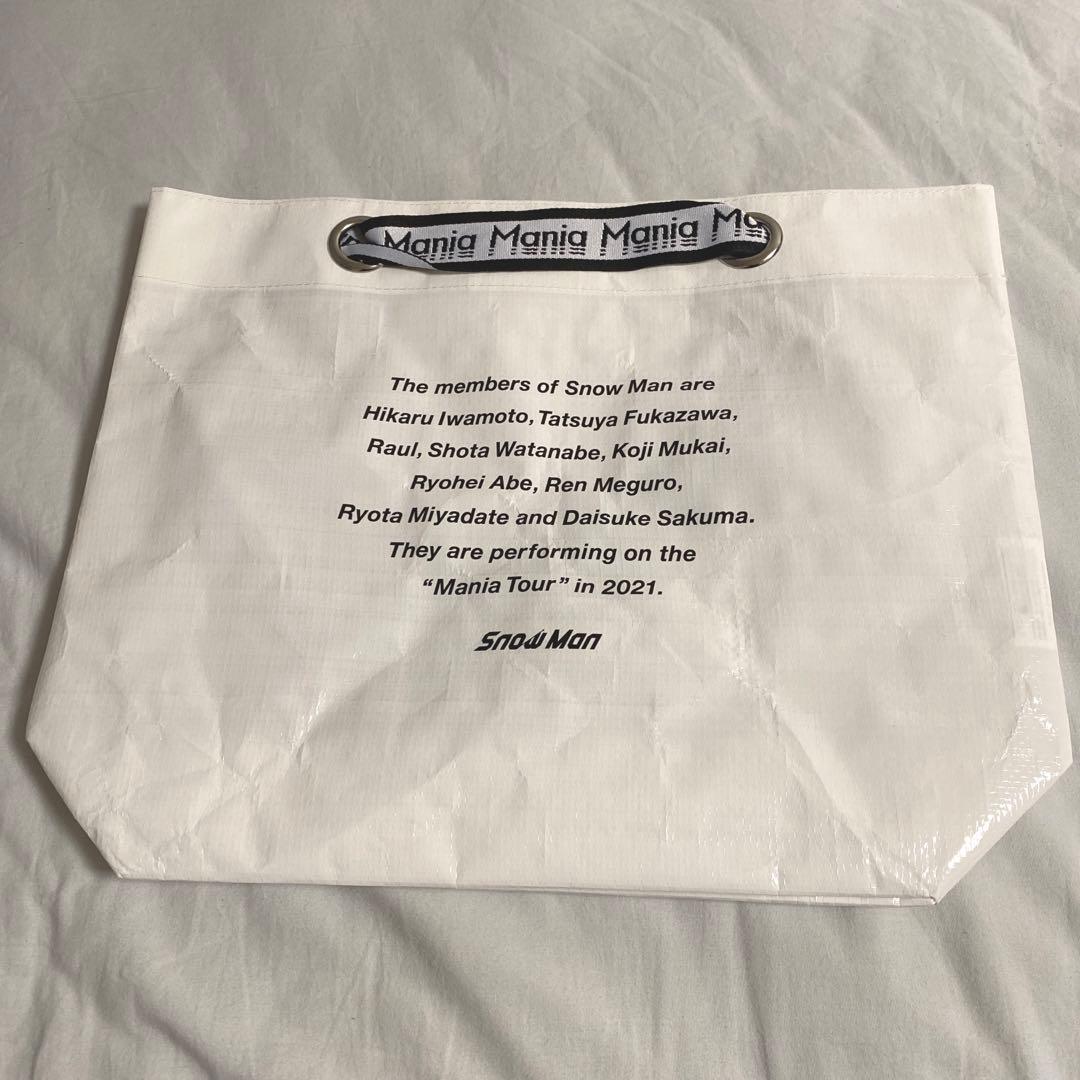 Mania Mania Mania Ma
The members of Snow Man are
Hikaru Iwamoto, Tatsuya Fukazawa,
Raul, Shota Watanabe, Koji Mukai,
Ryohei Abe, Ren Meguro,
Ryota Miyadate and Daisuke Sakuma.
They are performing on the
“Mania Tour” in 2021.
Snow Man